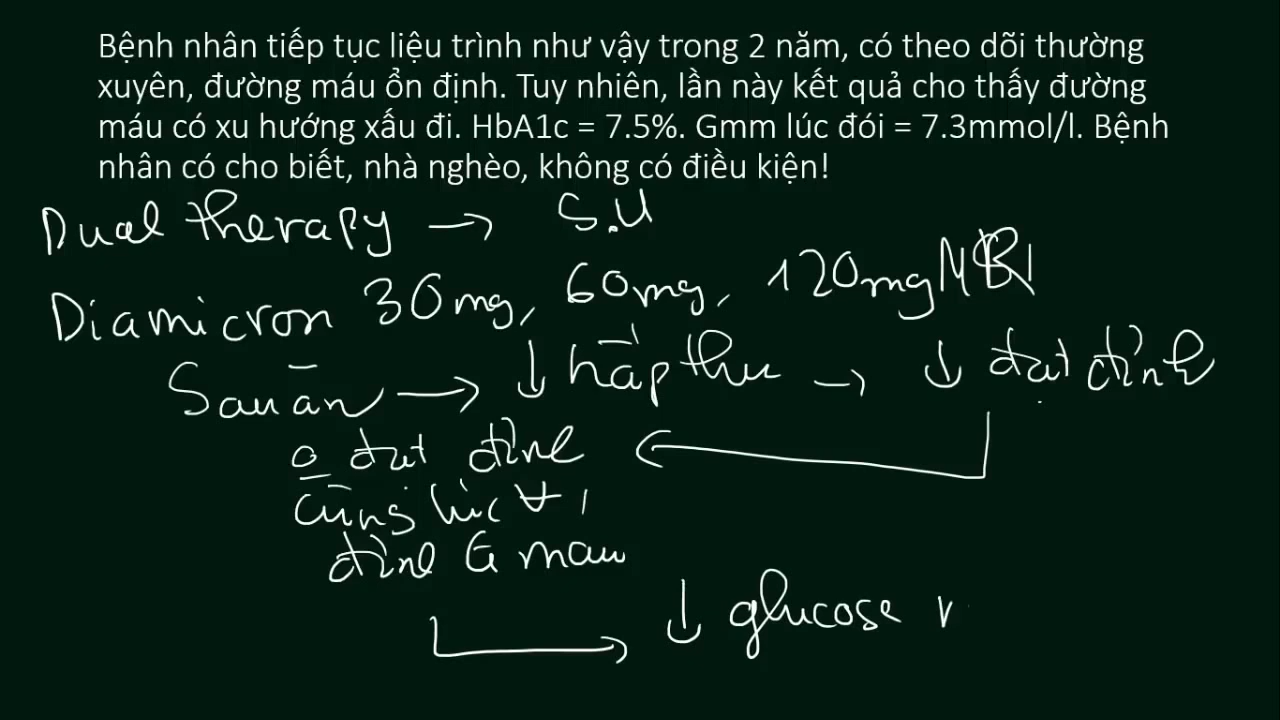 Bệnh nhân tiếp tục liệu trình như vậy trong 2 năm, có theo dõi thường
xuyên, đường máu ổn định. Tuy nhiên, lần này kết quả cho thấy đường
máu có xu hướng xấu đi. HbA1c = 7.5%. Gmm lúc đói = 7.3mmol/l. Bệnh
nhân có cho biết, nhà nghèo, không có điều kiện!
Dual therapy → S.U
Diamicron 30mg, 60mg, 120mg
Sau ăn → ↓ hấp thu → ↓ đạt đỉnh
đạt đỉnh
cùng lúc
đỉnh G máu
↓ glucose